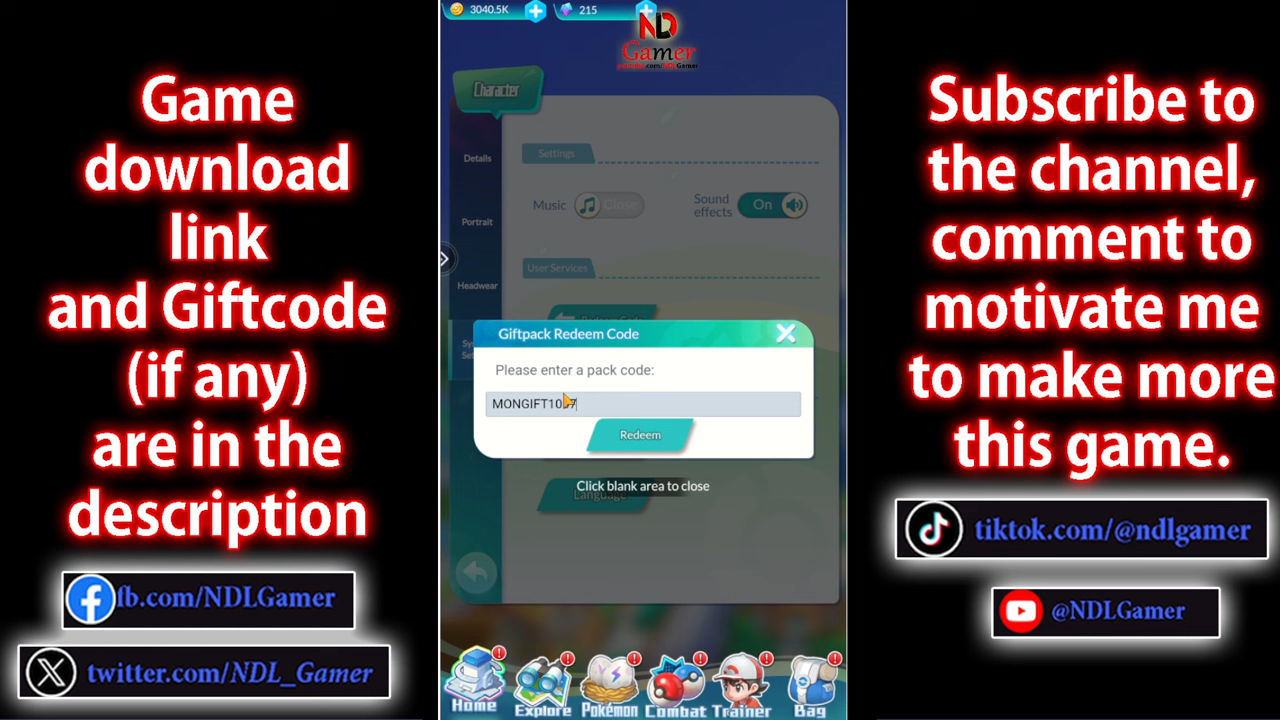 Game
download
link
and Giftcode
(if any)
are in the
description
fb.com/NDLGamer
twitter.com/NDL_Gamer
3040.5K
215
NDL
Gamer
Character
Details
Portrait
Headwear
Settings
Music
Close
Sound
effects
On
User Services
Giftpack Redeem Code
Please enter a pack code:
Redeem
Click blank area to close
Language
Home
Explore
Pokémon
Combat
Trainer
Bag
Subscribe to
the channel,
comment to
motivate me
to make more
this game.
tiktok.com/@ndlgamer
@NDLGamer